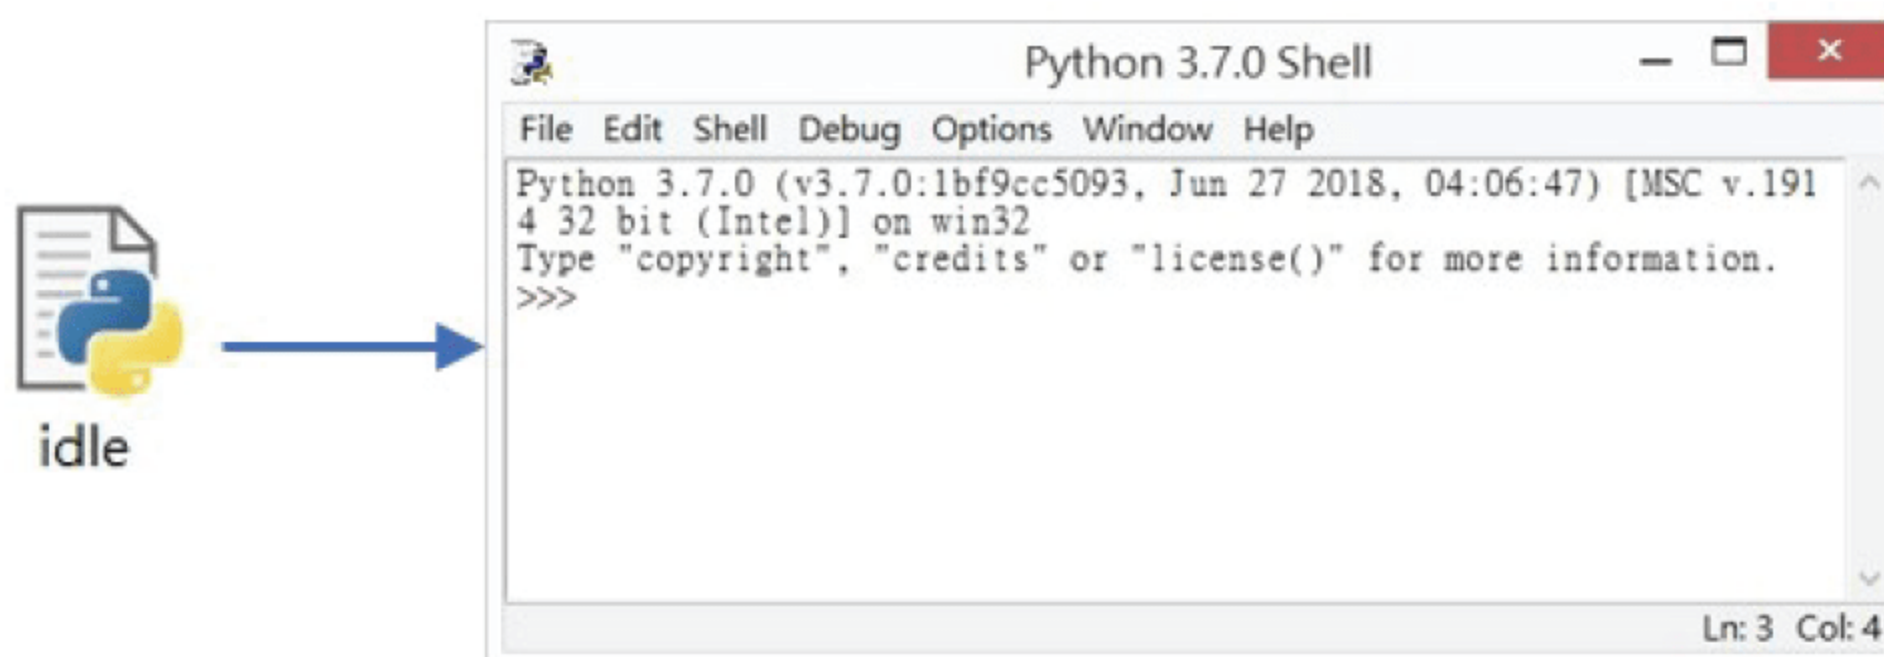 Python 3.7.0 Shell
File Edit Shell Debug Options Window Help
Python 3.7.0 (v3.7.0:1bf9cc5093, Jun 27 2018, 04:06:47) [MSC v.191
4 32 bit (Intel)] on win32
Type "copyright", "credits" or "license()" for more information.
>>>
idle
Ln: 3 Col: 4